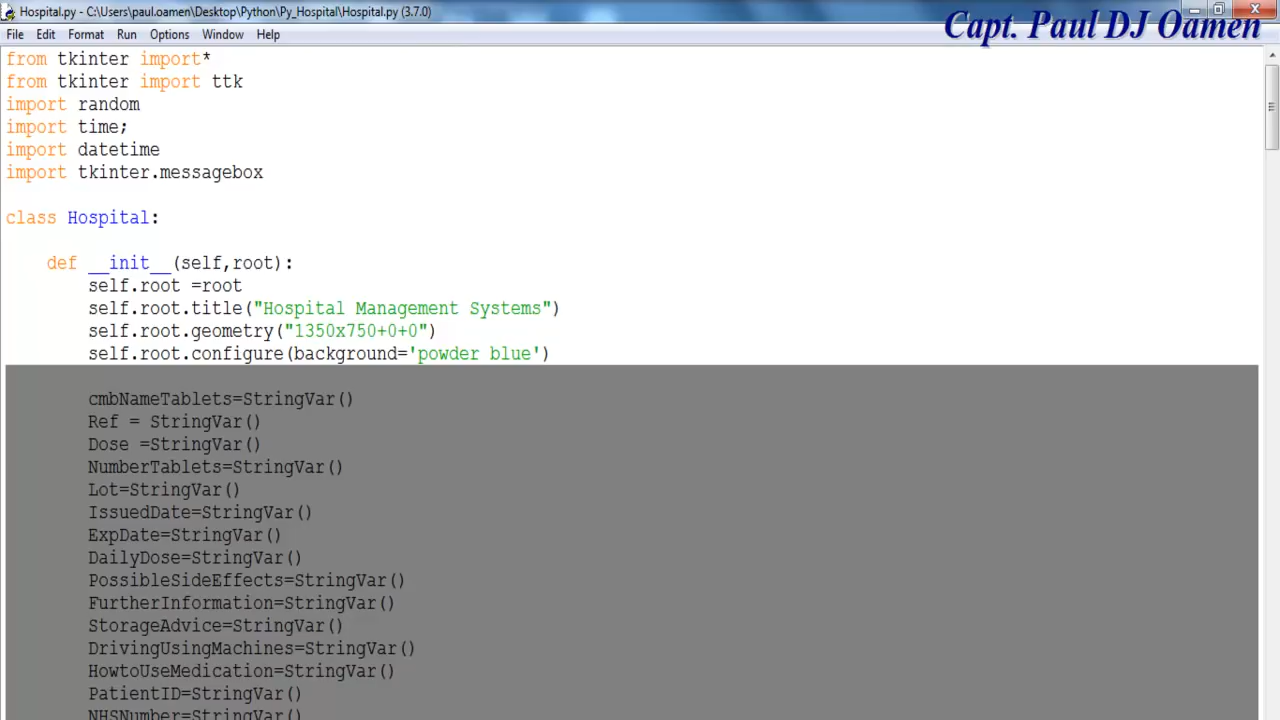 Hospital.py - C:\Users\paul.oamen\Desktop\Python\Py_Hospital\Hospital.py (3.7.0)
Capt. Paul DJ Oamen
File Edit Format Run Options Window Help
from tkinter import*
from tkinter import ttk
import random
import time;
import datetime
import tkinter.messagebox
class Hospital:
def __init__(self,root):
self.root =root
self.root.title("Hospital Management Systems")
self.root.geometry("1350x750+0+0")
self.root.configure(background='powder blue')
cmbNameTablets=StringVar()
Ref = StringVar()
Dose =StringVar()
NumberTablets=StringVar()
Lot=StringVar()
IssuedDate=StringVar()
ExpDate=StringVar()
DailyDose=StringVar()
PossibleSideEffects=StringVar()
FurtherInformation=StringVar()
StorageAdvice=StringVar()
DrivingUsingMachines=StringVar()
HowtoUseMedication=StringVar()
PatientID=StringVar()
NHSNumber=StringVar()